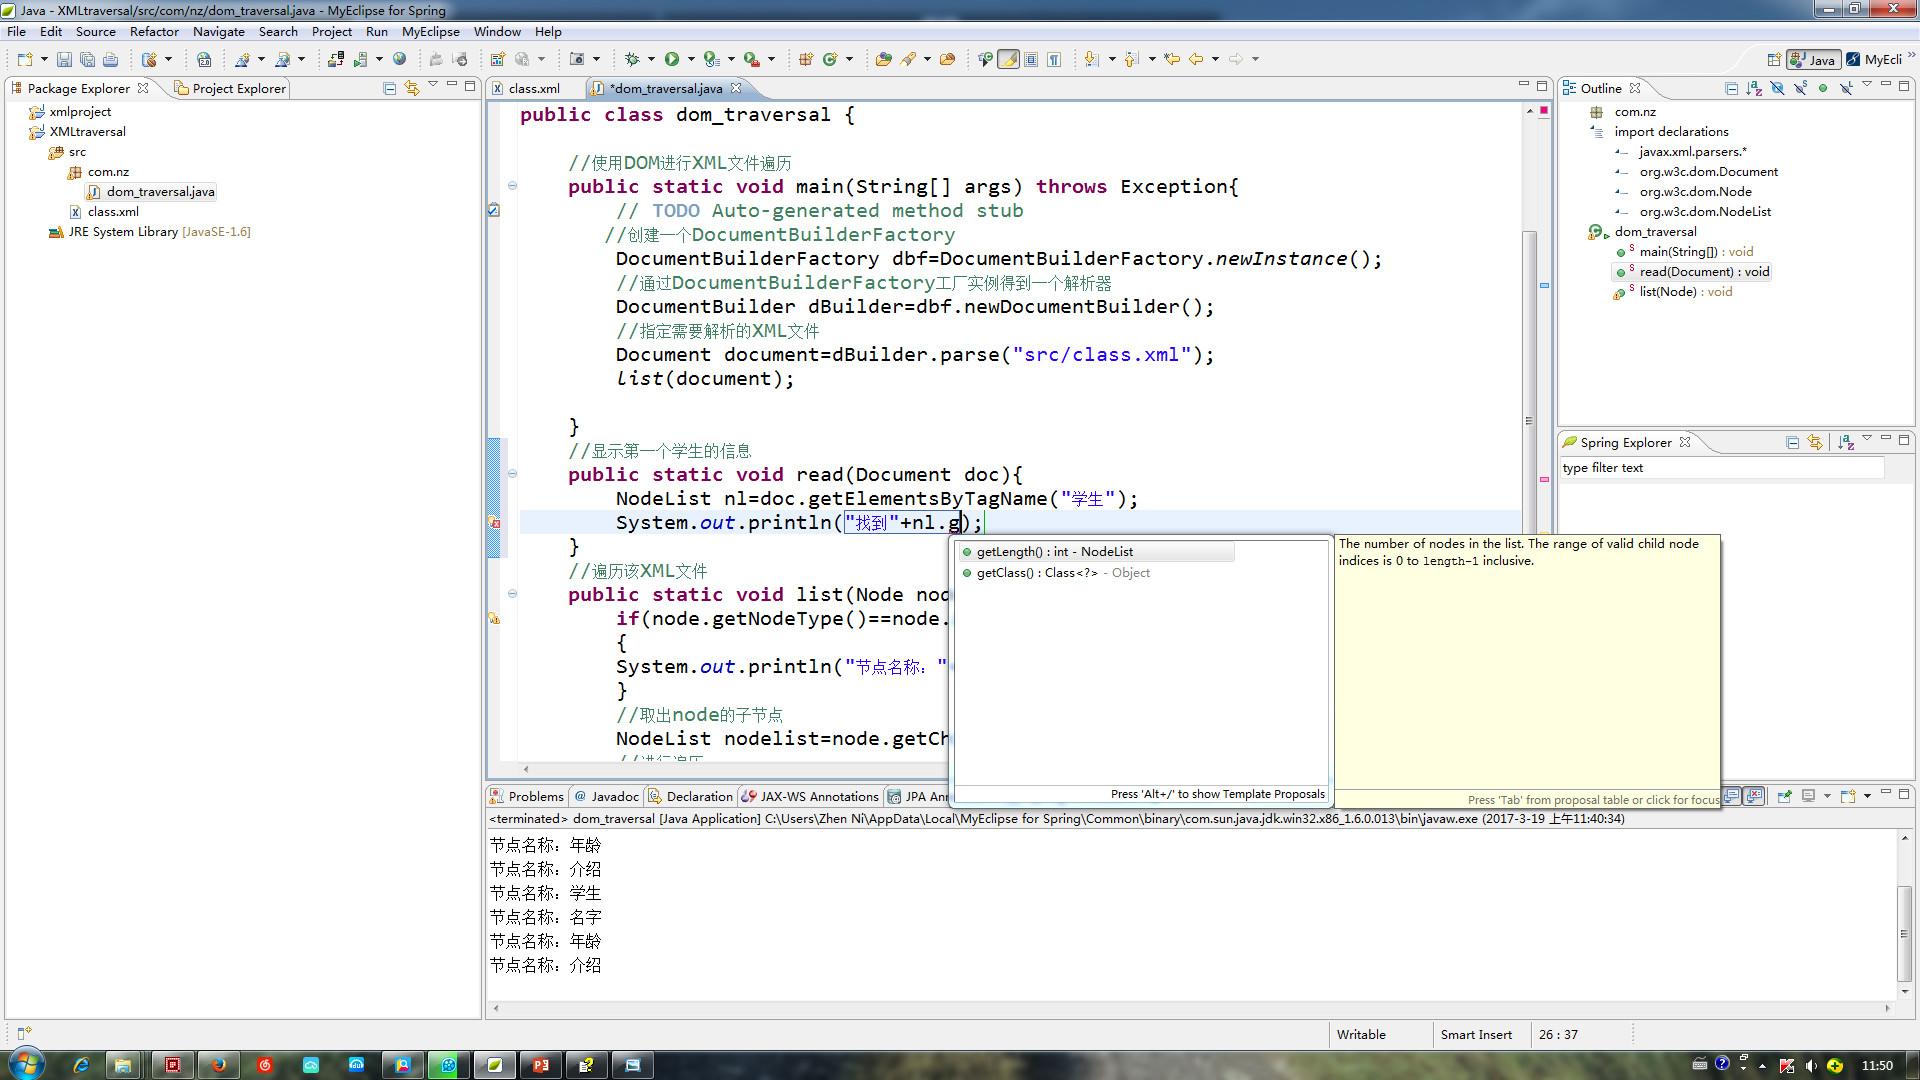 Java - XMLtraversal/src/com/nz/dom_traversal.java - MyEclipse for Spring
File Edit Source Refactor Navigate Search Project Run MyEclipse Window Help
Java MyEcli
Package Explorer Project Explorer
xmlproject
XMLtraversal
src
com.nz
dom_traversal.java
class.xml
JRE System Library [JavaSE-1.6]
class.xml *dom_traversal.java
public class dom_traversal {
//使用DOM进行XML文件遍历
public static void main(String[] args) throws Exception{
// TODO Auto-generated method stub
//创建一个DocumentBuilderFactory
DocumentBuilderFactory dbf=DocumentBuilderFactory.newInstance();
//通过DocumentBuilderFactory工厂实例得到一个解析器
DocumentBuilder dBuilder=dbf.newDocumentBuilder();
//指定需要解析的XML文件
Document document=dBuilder.parse("src/class.xml");
list(document);
}
//显示第一个学生的信息
public static void read(Document doc){
NodeList nl=doc.getElementsByTagName("学生");
System.out.println("找到"+nl.g);
}
//遍历该XML文件
public static void list(Node nod
if(node.getNodeType()==node.
{
System.out.println("节点名称："
}
//取出node的子节点
NodeList nodelist=node.getCh
//进行遍历
getLength() : int - NodeList
getClass() : Class<?> - Object
Press 'Alt+/' to show Template Proposals
The number of nodes in the list. The range of valid child node
indices is 0 to length-1 inclusive.
Press 'Tab' from proposal table or click for focus
Outline
com.nz
import declarations
javax.xml.parsers.*
org.w3c.dom.Document
org.w3c.dom.Node
org.w3c.dom.NodeList
dom_traversal
main(String[]) : void
read(Document) : void
list(Node) : void
Spring Explorer
type filter text
Problems Javadoc Declaration JAX-WS Annotations JPA Ann
<terminated> dom_traversal [Java Application] C:\Users\Zhen Ni\AppData\Local\MyEclipse for Spring\Common\binary\com.sun.java.jdk.win32.x86_1.6.0.013\bin\javaw.exe (2017-3-19 上午11:40:34)
节点名称：年龄
节点名称：介绍
节点名称：学生
节点名称：名字
节点名称：年龄
节点名称：介绍
Writable Smart Insert 26 : 37
11:50